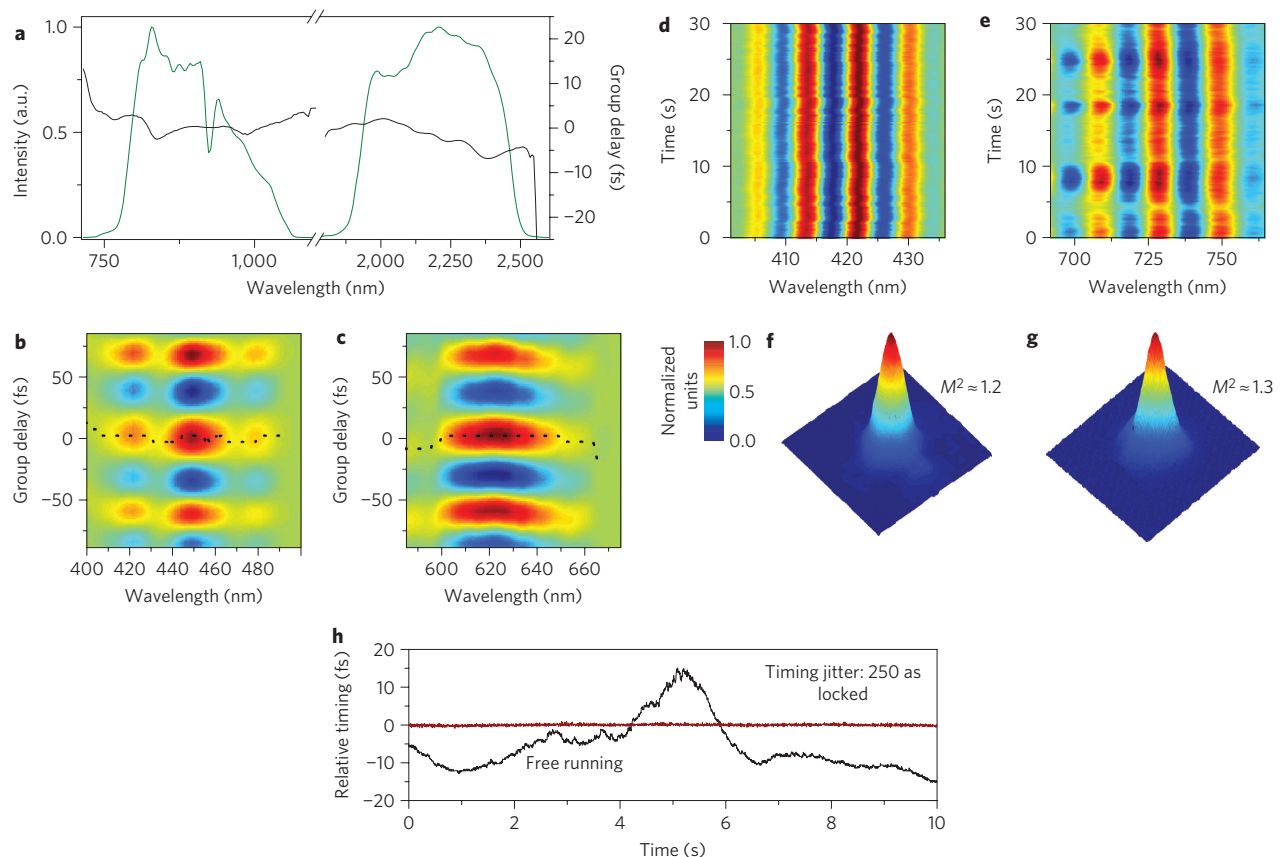 a
Intensity (a.u.)
1.0
0.5
0.0
750
1,000
2,000
2,250
2,500
Wavelength (nm)
20
10
0
−10
−20
Group delay (fs)
d
Time (s)
30
20
10
0
410
420
430
Wavelength (nm)
e
Time (s)
30
20
10
0
700
725
750
Wavelength (nm)
b
Group delay (fs)
50
0
−50
400
420
440
460
480
Wavelength (nm)
c
Group delay (fs)
50
0
−50
600
620
640
660
Wavelength (nm)
Normalized
units
1.0
0.5
0.0
f
M² ≈ 1.2
g
M² ≈ 1.3
h
Relative timing (fs)
20
10
0
−10
−20
Timing jitter: 250 as
locked
Free running
0
2
4
6
8
10
Time (s)